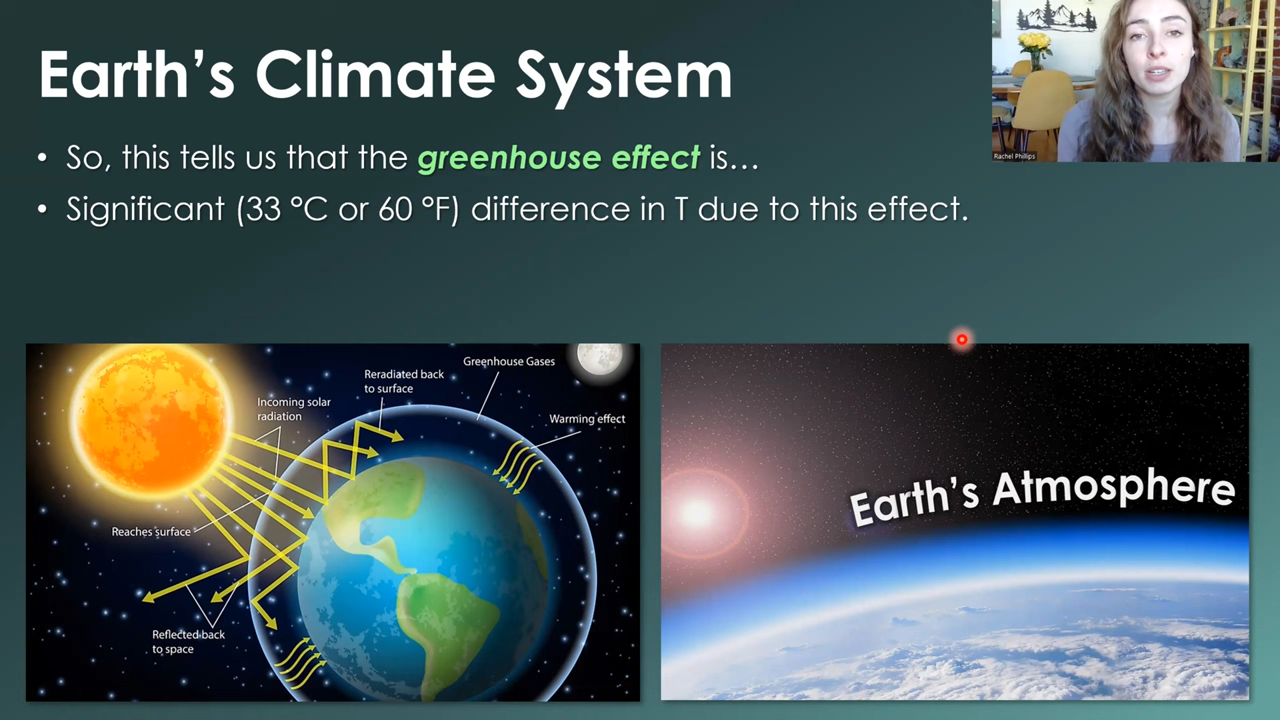 Earth’s Climate System
• So, this tells us that the greenhouse effect is…
• Significant (33 °C or 60 °F) difference in T due to this effect.
Rachel Phillips
Greenhouse Gases
Reradiated back
to surface
Incoming solar
radiation
Warming effect
Reaches surface
Reflected back
to space
Earth’s Atmosphere